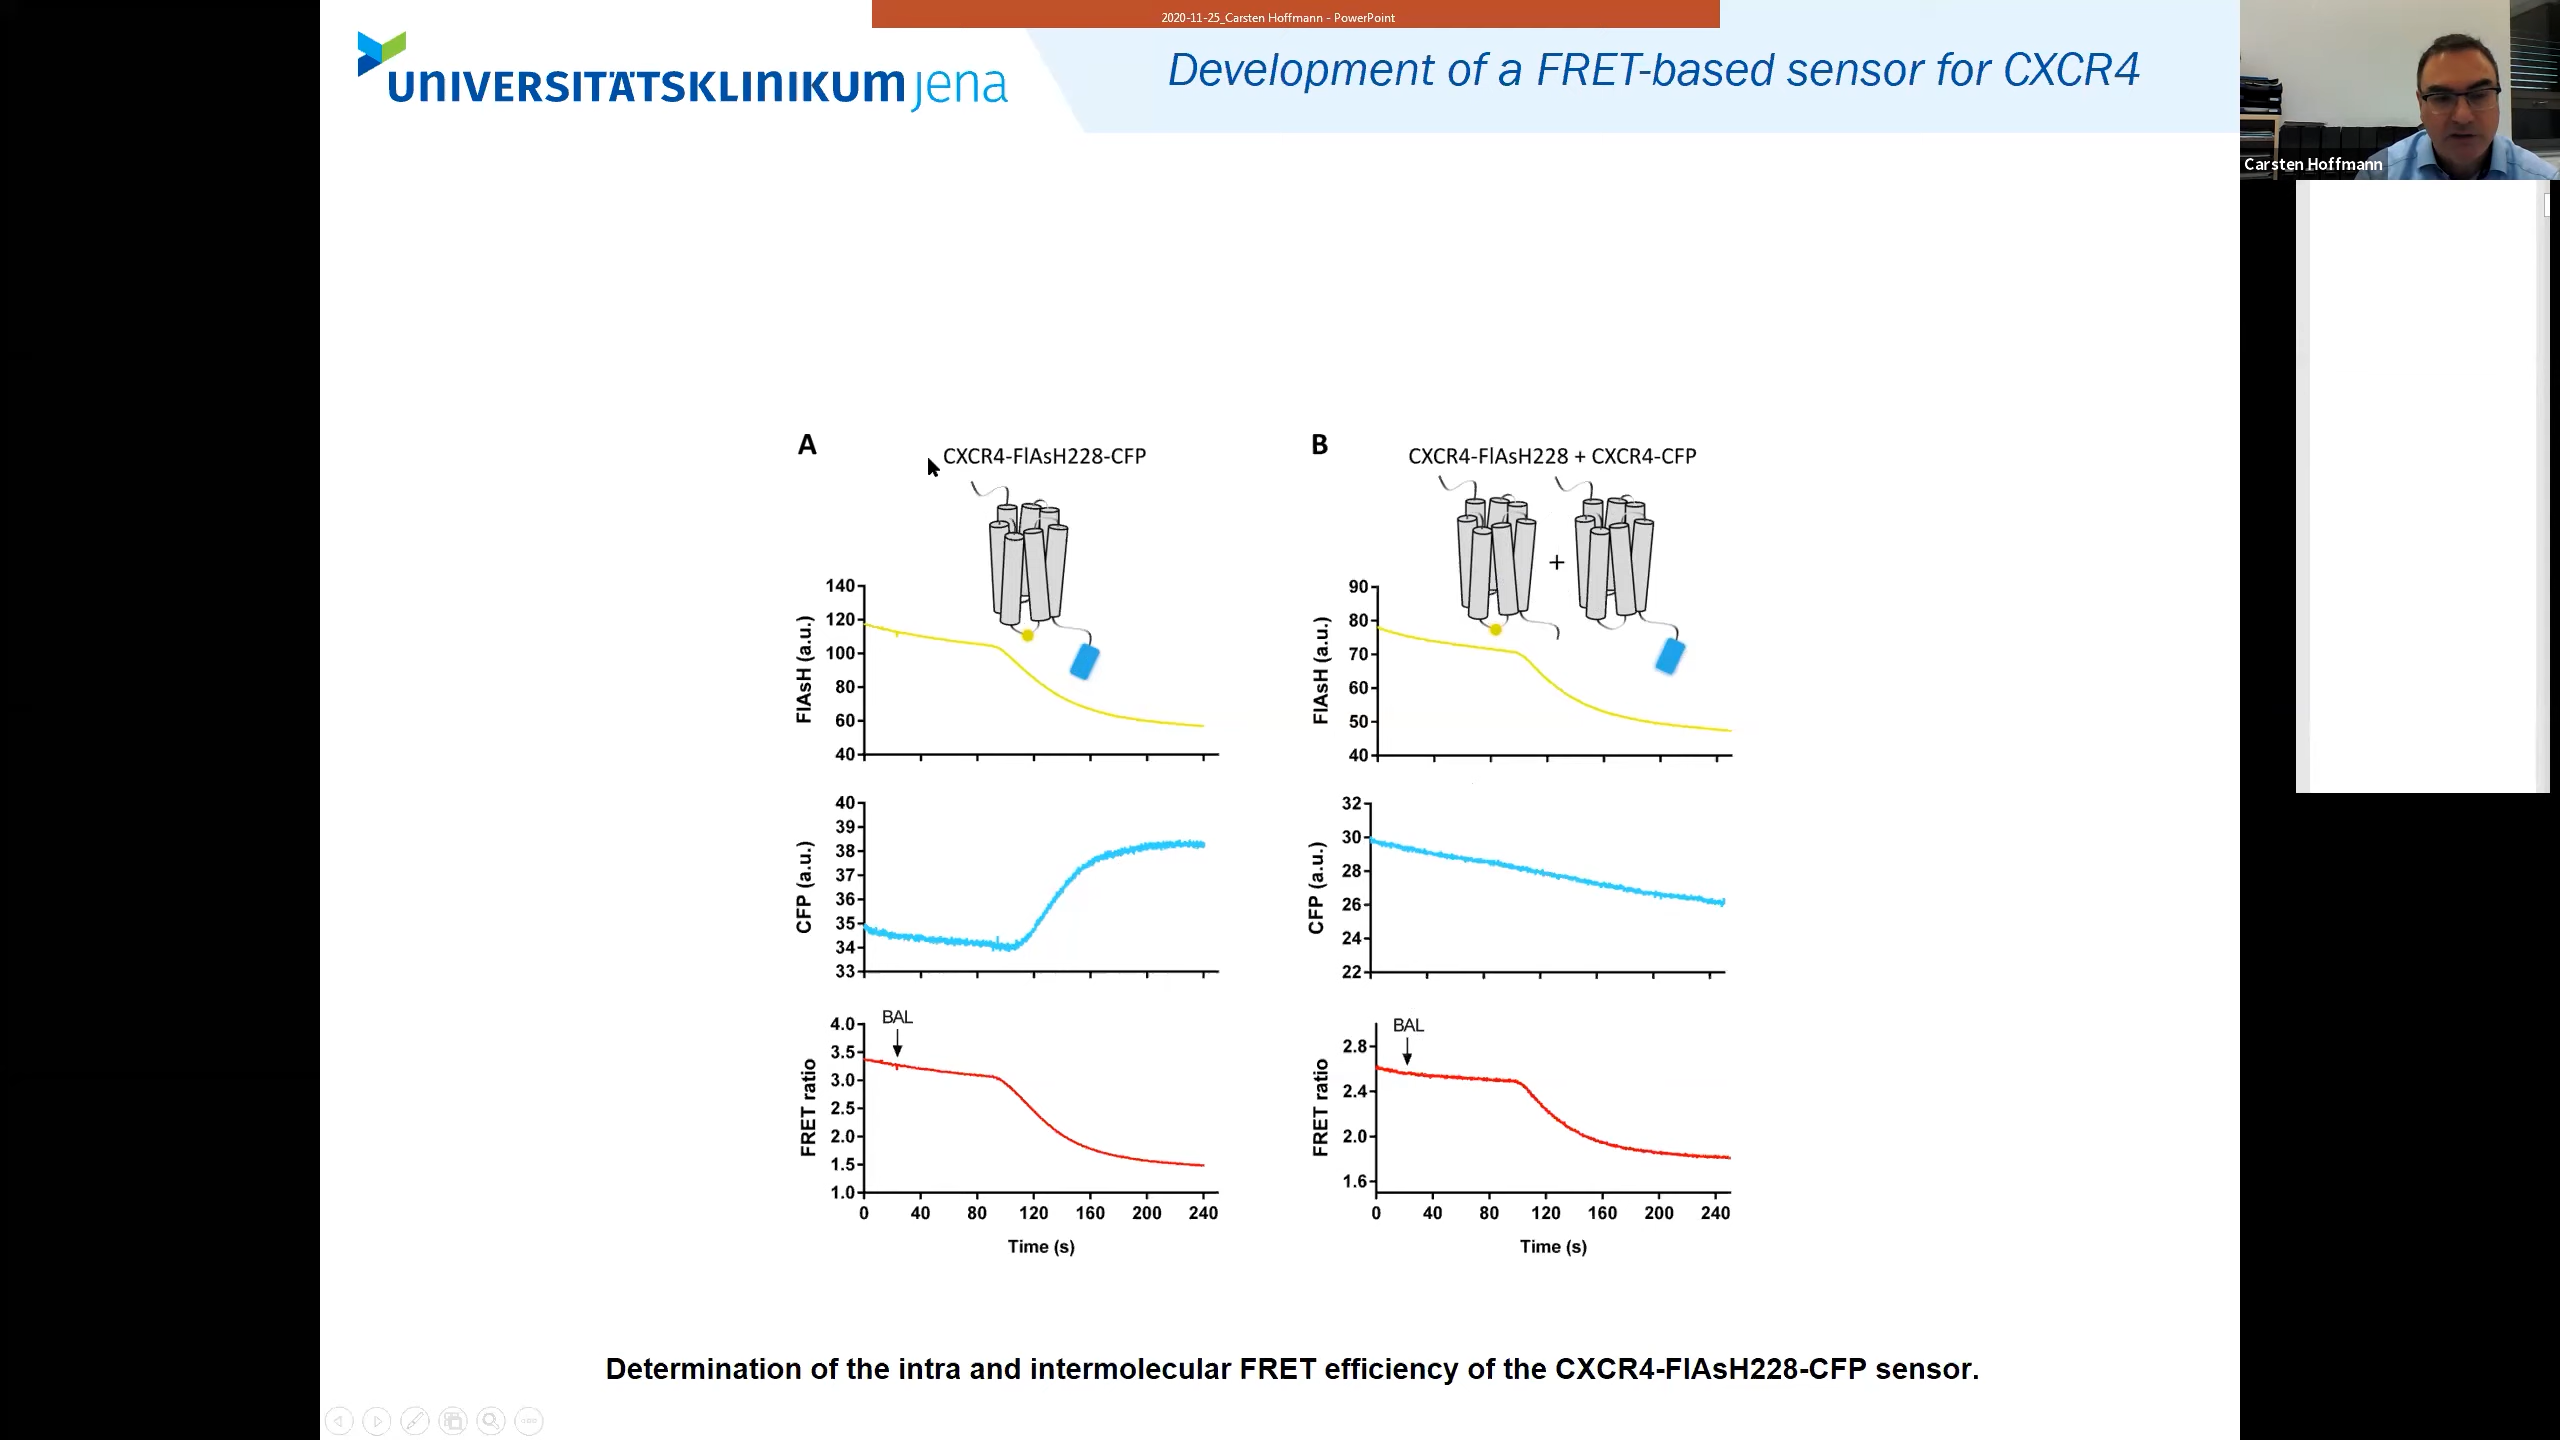 2020-11-25_Carsten Hoffmann - PowerPoint
UNIVERSITÄTSKLINIKUM jena
Development of a FRET-based sensor for CXCR4
Carsten Hoffmann
A
CXCR4-FlAsH228-CFP
140
120
100
80
60
40
FlAsH (a.u.)
40
39
38
37
36
35
34
33
CFP (a.u.)
BAL
4.0
3.5
3.0
2.5
2.0
1.5
1.0
FRET ratio
0 40 80 120 160 200 240
Time (s)
B
CXCR4-FlAsH228 + CXCR4-CFP
+
90
80
70
60
50
40
FlAsH (a.u.)
32
30
28
26
24
22
CFP (a.u.)
BAL
2.8
2.4
2.0
1.6
FRET ratio
0 40 80 120 160 200 240
Time (s)
Determination of the intra and intermolecular FRET efficiency of the CXCR4-FlAsH228-CFP sensor.